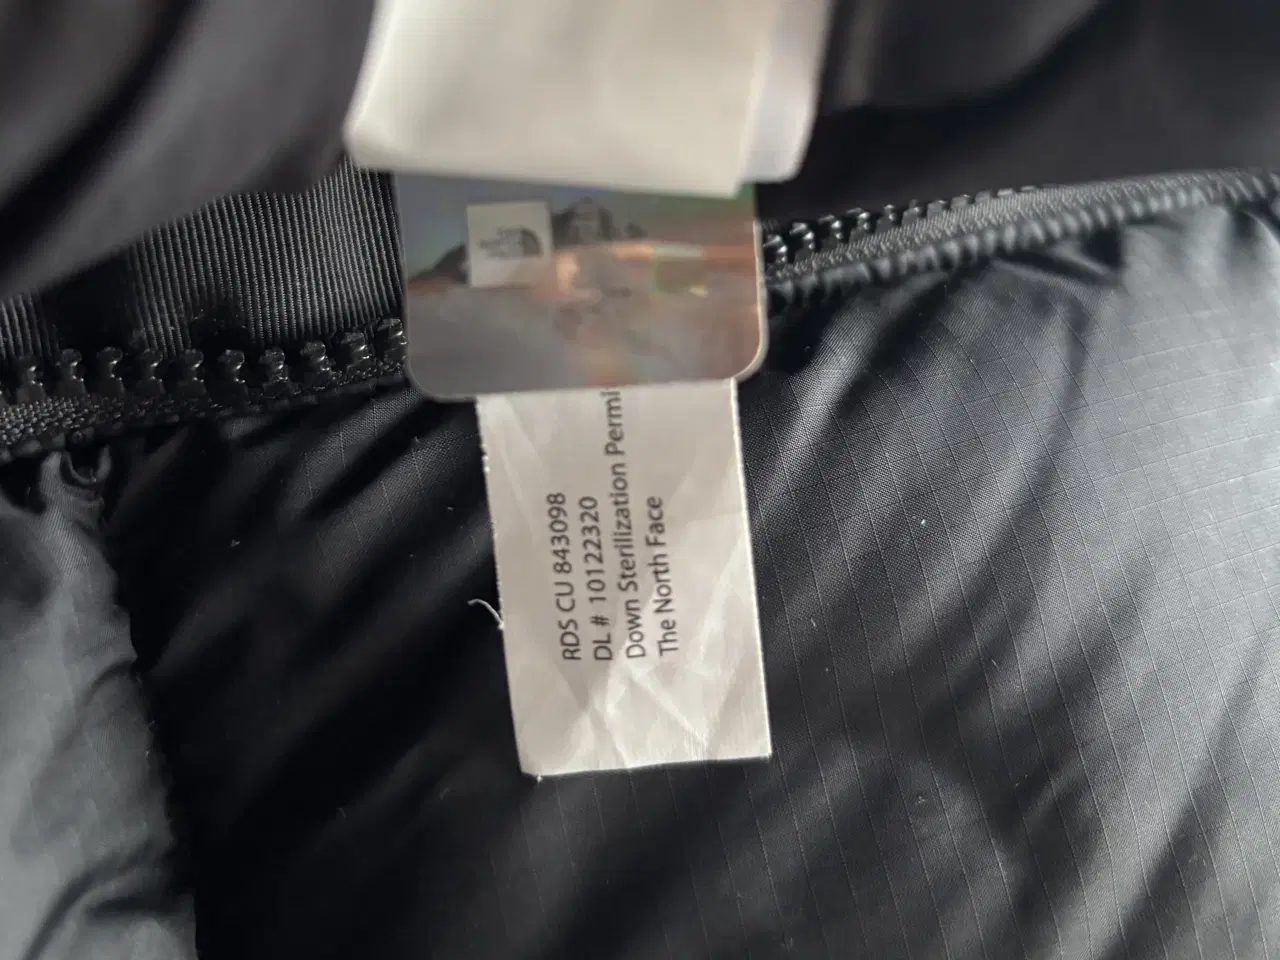 RDS CU 843098
DL # 10122320
Down Sterilization Permi
The North Face